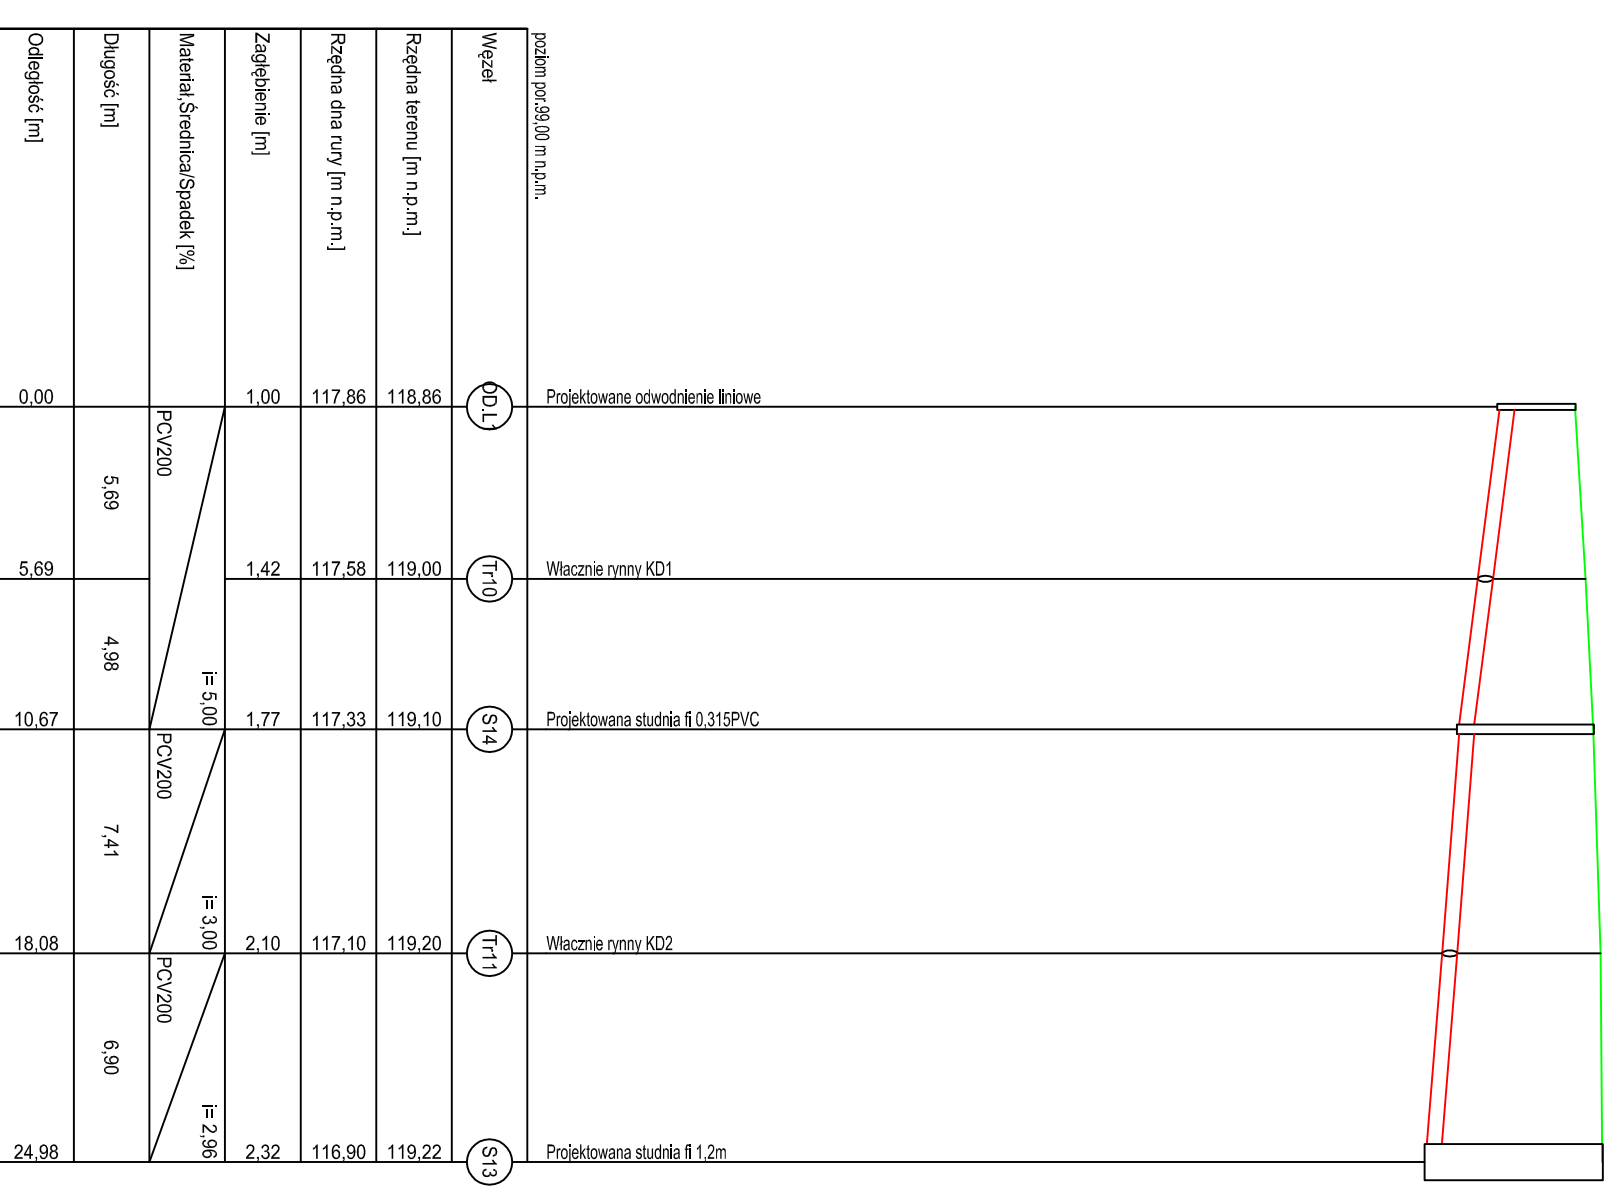 poziom por.99,00 m n.p.m.
Projektowane odwodnienie liniowe
Włacznie rynny KD1
Projektowana studnia fi 0,315PVC
Włacznie rynny KD2
Projektowana studnia fi 1,2m
Węzeł
OD.L1
Tr10
S14
Tr11
S13
Rzędna terenu [m n.p.m.]
118,86
119,00
119,10
119,20
119,22
Rzędna dna rury [m n.p.m.]
117,86
117,58
117,33
117,10
116,90
Zagłębienie [m]
1,00
1,42
1,77
2,10
2,32
Materiał,Średnica/Spadek [%]
PCV200
i= 5,00
PCV200
i= 3,00
PCV200
i= 2,96
Długość [m]
5,69
4,98
7,41
6,90
Odległość [m]
0,00
5,69
10,67
18,08
24,98